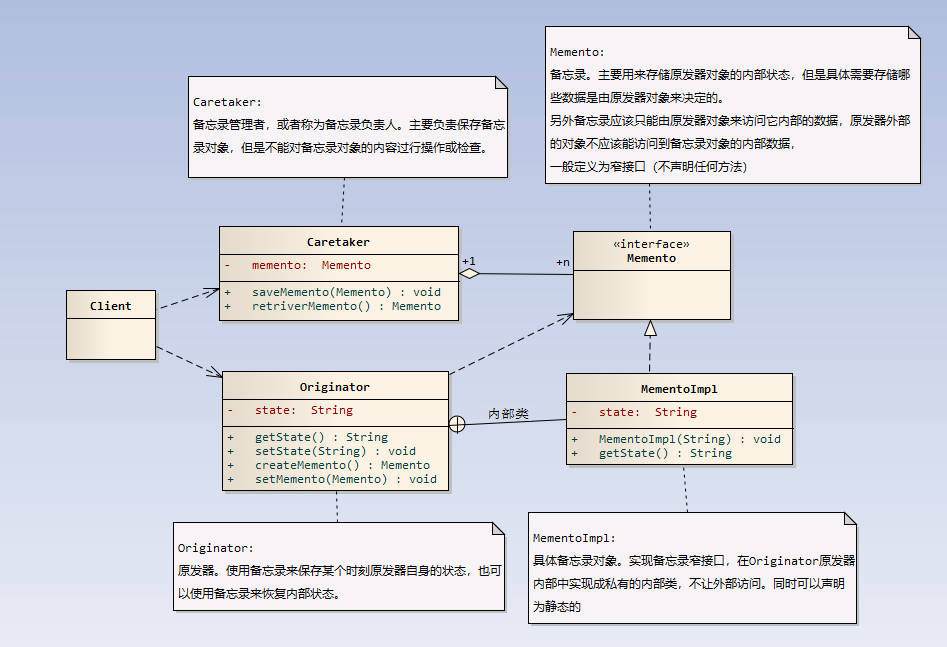 Memento:
备忘录。主要用来存储原发器对象的内部状态，但是具体需要存储哪
些数据是由原发器对象来决定的。
另外备忘录应该只能由原发器对象来访问它内部的数据，原发器外部
的对象不应该能访问到备忘录对象的内部数据，
一般定义为窄接口（不声明任何方法）
Caretaker:
备忘录管理者，或者称为备忘录负责人。主要负责保存备忘
录对象，但是不能对备忘录对象的内容过行操作或检查。
Caretaker
- memento: Memento
+ saveMemento(Memento) : void
+ retriverMemento() : Memento
+1
+n
«interface»
Memento
Client
Originator
- state: String
+ getState() : String
+ setState(String) : void
+ createMemento() : Memento
+ setMemento(Memento) : void
内部类
MementoImpl
- state: String
+ MementoImpl(String) : void
+ getState() : String
Originator:
原发器。使用备忘录来保存某个时刻原发器自身的状态，也可
以使用备忘录来恢复内部状态。
MementoImpl:
具体备忘录对象。实现备忘录窄接口，在Originator原发器
内部中实现成私有的内部类，不让外部访问。同时可以声明
为静态的